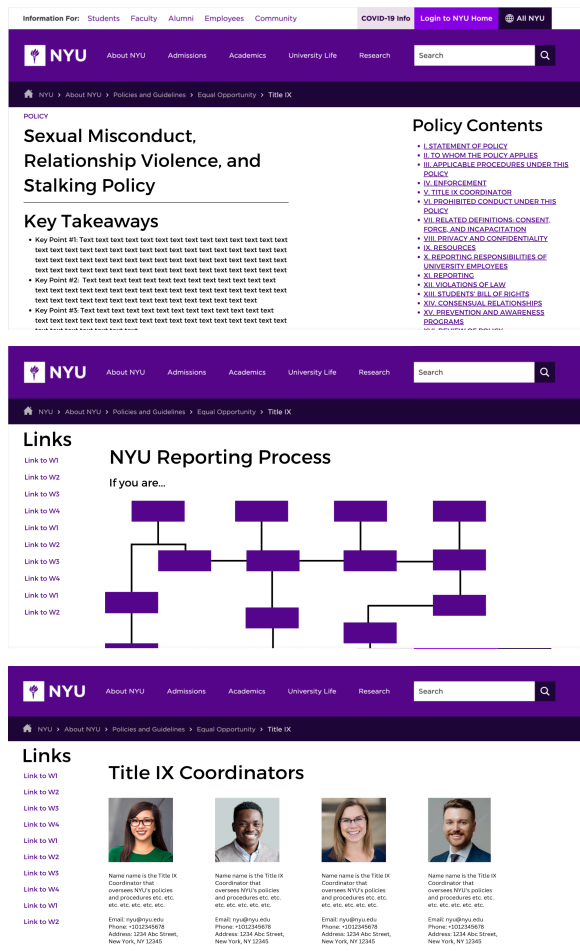 Information For: Students Faculty Alumni Employees Community COVID-19 Info Login to NYU Home All NYU
NYU About NYU Admissions Academics University Life Research Search
NYU > About NYU > Policies and Guidelines > Equal Opportunity > Title IX
POLICY
Sexual Misconduct,
Relationship Violence, and
Stalking Policy
Key Takeaways
• Key Point #1: Text text text text text text text text text text text text text
text text text text text text text text text text text text text text text text
text text text text text text text text text text text text text text text text
text text text text text text text text text text text text text text
• Key Point #2: Text text text text text text text text text text text
text text text text text text text text text text text text text text text
text text text text text text text text text text text text text
• Key Point #3: Text text text text text text text text text text text text
text text text text text text text text text text text text text text text
Policy Contents
• I. STATEMENT OF POLICY
• II. TO WHOM THE POLICY APPLIES
• III. APPLICABLE PROCEDURES UNDER THIS
POLICY
• IV. ENFORCEMENT
• V. TITLE IX COORDINATOR
• VI. PROHIBITED CONDUCT UNDER THIS
POLICY
• VII. RELATED DEFINITIONS: CONSENT,
FORCE, AND INCAPACITATION
• VIII. PRIVACY AND CONFIDENTIALITY
• IX. RESOURCES
• X. REPORTING RESPONSIBILITIES OF
UNIVERSITY EMPLOYEES
• XI. REPORTING
• XII. VIOLATIONS OF LAW
• XIII. STUDENTS' BILL OF RIGHTS
• XIV. CONSENSUAL RELATIONSHIPS
• XV. PREVENTION AND AWARENESS
PROGRAMS
NYU About NYU Admissions Academics University Life Research Search
NYU > About NYU > Policies and Guidelines > Equal Opportunity > Title IX
Links
Link to W1
Link to W2
Link to W3
Link to W4
Link to W1
Link to W2
Link to W3
Link to W4
Link to W1
Link to W2
NYU Reporting Process
If you are...
NYU About NYU Admissions Academics University Life Research Search
NYU > About NYU > Policies and Guidelines > Equal Opportunity > Title IX
Links
Link to W1
Link to W2
Link to W3
Link to W4
Link to W1
Link to W2
Link to W3
Link to W4
Link to W1
Link to W2
Title IX Coordinators
Name name is the Title IX
Coordinator that
oversees NYU's policies
and procedures etc. etc.
etc. etc. etc. etc. etc.
Email: nyu@nyu.edu
Phone: +1012345678
Address: 1234 Abc Street,
New York, NY 12345
Name name is the Title IX
Coordinator that
oversees NYU's policies
and procedures etc. etc.
etc. etc. etc. etc. etc.
Email: nyu@nyu.edu
Phone: +1012345678
Address: 1234 Abc Street,
New York, NY 12345
Name name is the Title IX
Coordinator that
oversees NYU's policies
and procedures etc. etc.
etc. etc. etc. etc. etc.
Email: nyu@nyu.edu
Phone: +1012345678
Address: 1234 Abc Street,
New York, NY 12345
Name name is the Title IX
Coordinator that
oversees NYU's policies
and procedures etc. etc.
etc. etc. etc. etc. etc.
Email: nyu@nyu.edu
Phone: +1012345678
Address: 1234 Abc Street,
New York, NY 12345